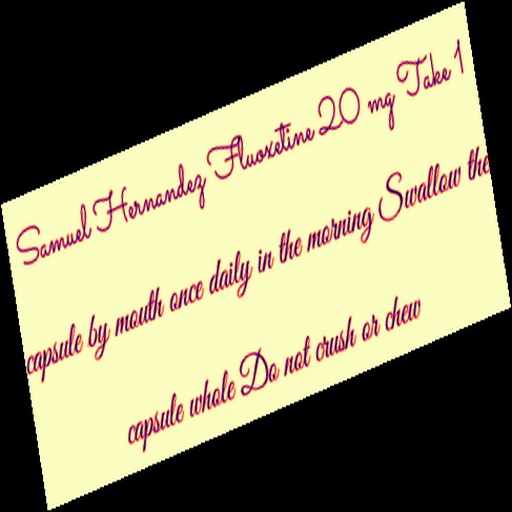 Samuel Hernandez Fluoxetine 20 mg Take 1
capsule by mouth once daily in the morning Swallow the
capsule whole Do not crush or chew